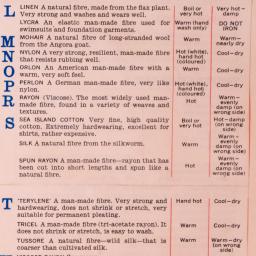 L
LINEN A natural fibre, made from the flax plant. Boil or very hot Very hot—
Very strong and washes and wears well. damp
LYCRA An elastic man-made fibre used for Warm (hand DO NOT
swimsuits and foundation garments. wash only) IRON
M
MOHAIR A natural fibre of long-stranded wool Warm Warm—
from the Angora goat. nearly dry
N
NYLON A very strong, resilient, man-made fibre Hot (white), Cool—dry
that resists rubbing well. hand hot (coloured)
O
ORLON An American man-made fibre with a Warm Cool—dry
warm, very soft feel.
P
PERLON A German man-made fibre, very like Hot (white), Cool—dry
nylon. hand hot (coloured)
R
RAYON (Viscose). The most widely used man- Hot Warm—
made fibre, found in a variety of weaves and evenly
textures. damp (on wrong side)
S
SEA ISLAND COTTON Very fine, high quality Boil or Hot—damp
cotton. Extremely hardwearing, excellent for very hot (on wrong
shirts, rather expensive. side)
SILK A natural fibre from the silkworm. Warm Warm—
evenly damp (on wrong side)
SPUN RAYON A man-made fibre—rayon that has Hot Warm—
been cut into short lengths and spun like a evenly damp
natural fibre. (on wrong side)
T
'TERYLENE' A man-made fibre. Very strong and Hand hot Cool—dry
hardwearing, does not shrink or stretch, very
suitable for permanent pleating.
TRICEL A man-made fibre (tri-acetate rayon). It Warm Cool—dry
does not shrink or stretch, is easy to wash.
TUSSORE A natural fibre—wild silk—that is Warm Warm—dry
coarser than cultivated silk. (on wrong side)